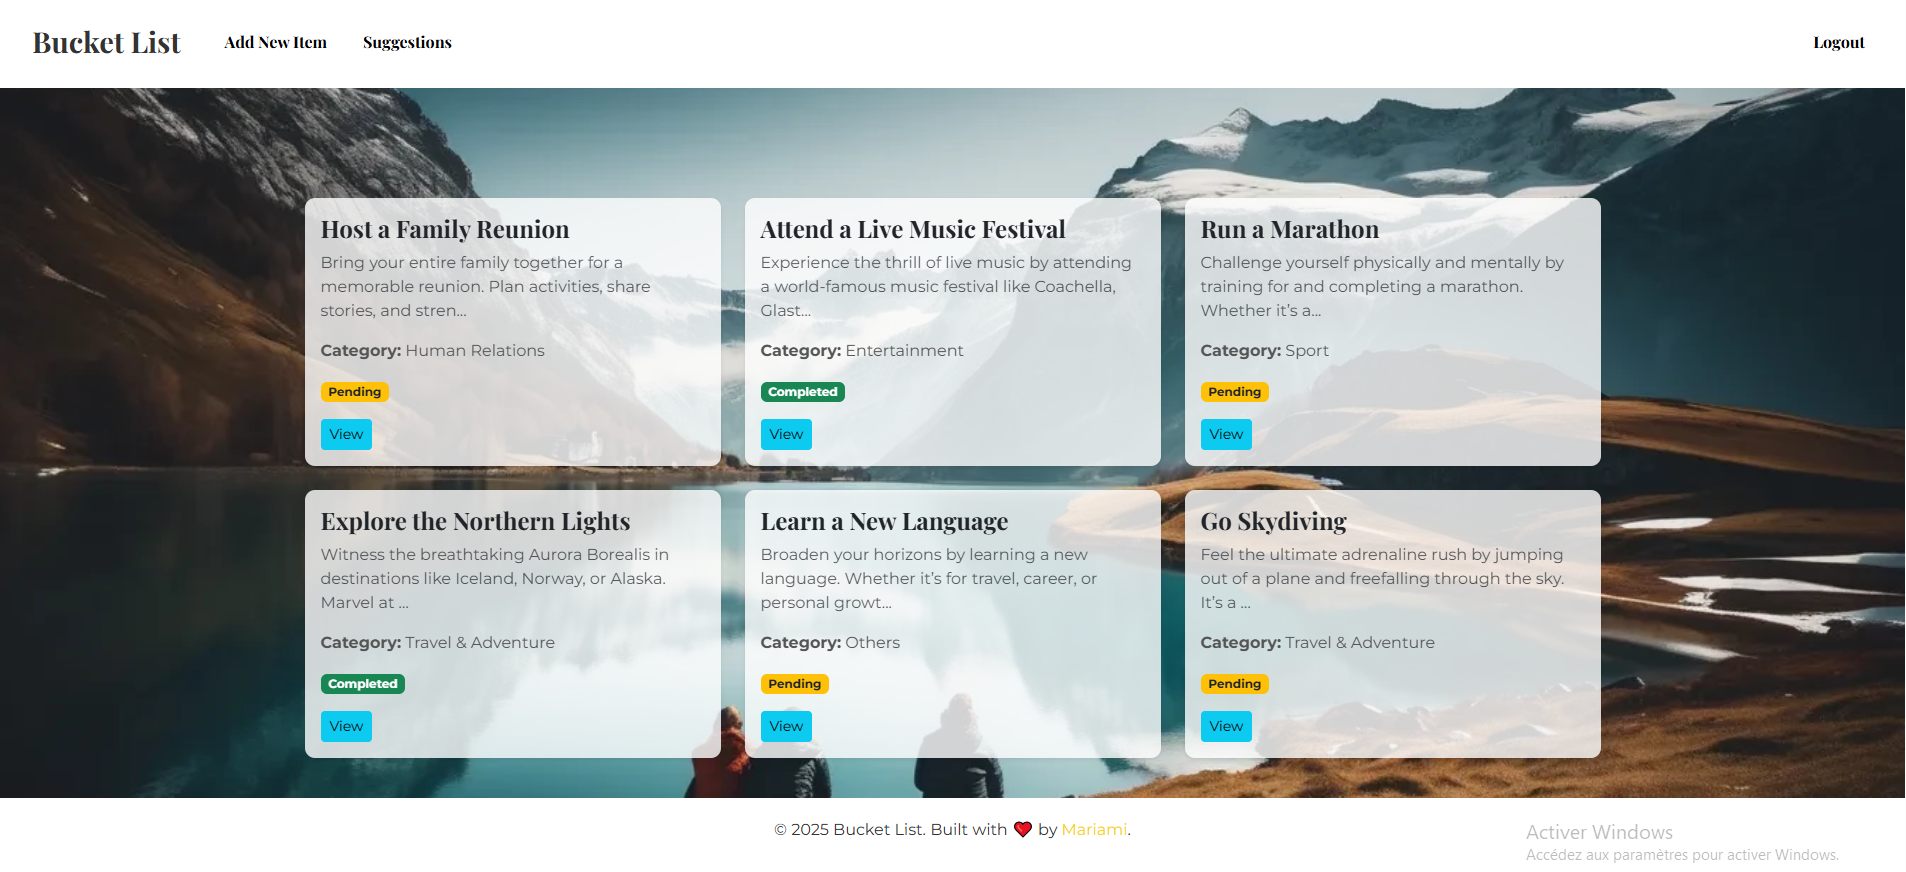 Bucket List
Add New Item
Suggestions
Logout
Host a Family Reunion
Bring your entire family together for a
memorable reunion. Plan activities, share
stories, and stren...
Category: Human Relations
Pending
View
Attend a Live Music Festival
Experience the thrill of live music by attending
a world-famous music festival like Coachella,
Glast...
Category: Entertainment
Completed
View
Run a Marathon
Challenge yourself physically and mentally by
training for and completing a marathon.
Whether it’s a...
Category: Sport
Pending
View
Explore the Northern Lights
Witness the breathtaking Aurora Borealis in
destinations like Iceland, Norway, or Alaska.
Marvel at ...
Category: Travel & Adventure
Completed
View
Learn a New Language
Broaden your horizons by learning a new
language. Whether it’s for travel, career, or
personal growt...
Category: Others
Pending
View
Go Skydiving
Feel the ultimate adrenaline rush by jumping
out of a plane and freefalling through the sky.
It’s a ...
Category: Travel & Adventure
Pending
View
© 2025 Bucket List. Built with ❤️ by Mariami.
Activer Windows
Accédez aux paramètres pour activer Windows.